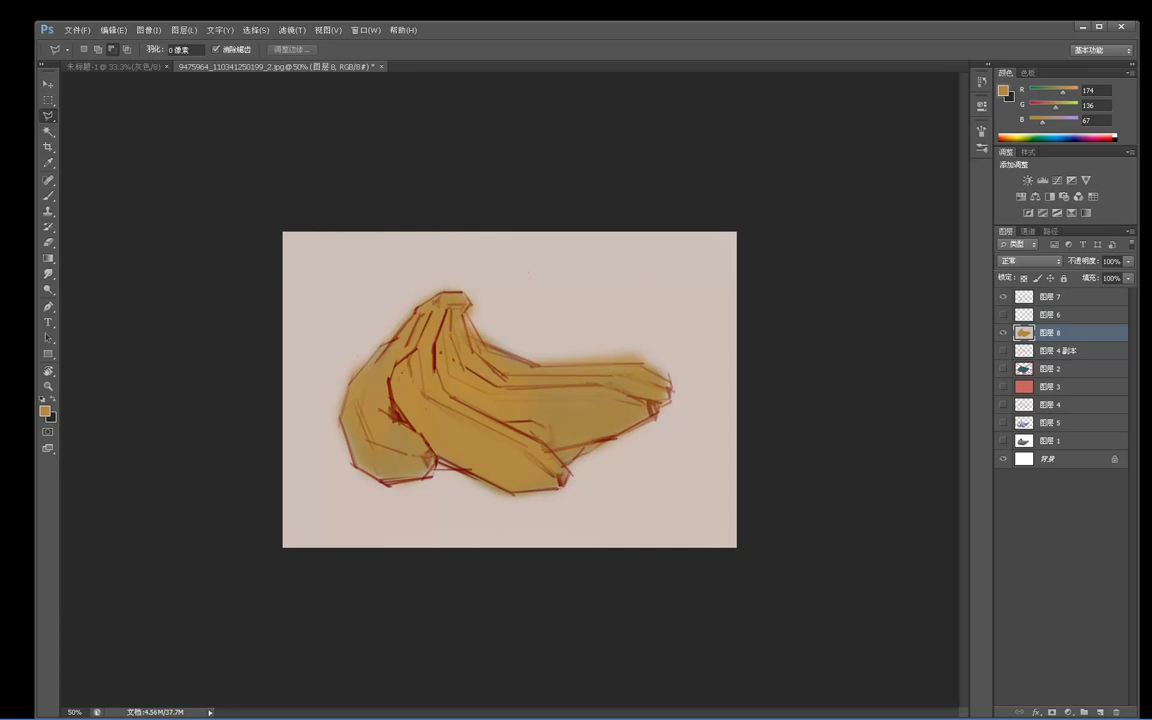 Ps 文件(F) 编辑(E) 图像(I) 图层(L) 文字(Y) 选择(S) 滤镜(T) 视图(V) 窗口(W) 帮助(H)
羽化: 0 像素 消除锯齿 调整边缘... 基本功能
未标题-1 @ 33.3%(灰色/8) × 9475964_110341250199_2.jpg @ 50% (图层 8, RGB/8#) * ×
颜色 色板
R 174
G 136
B 67
调整 样式
添加调整
图层 通道 路径
类型
正常 不透明度: 100%
锁定: 填充: 100%
图层 7
图层 6
图层 8
图层 4 副本
图层 2
图层 3
图层 4
图层 5
图层 1
背景
50% 文档:4.56M/37.7M